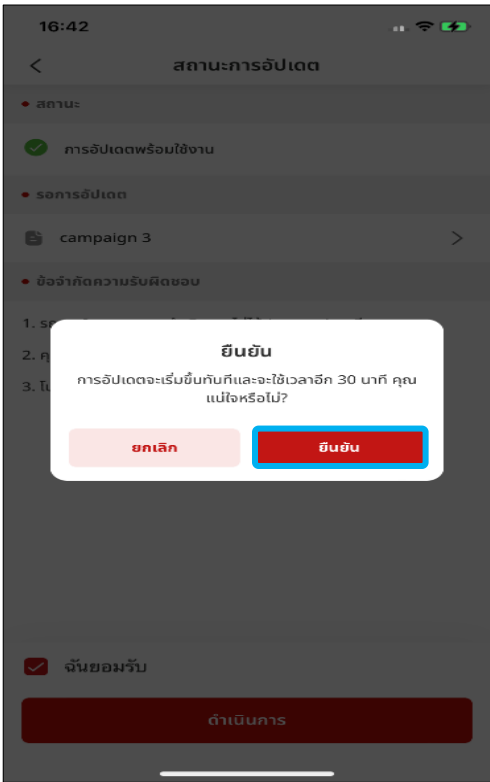 16:42
สถานะการอัปเดต
สถานะ
การอัปเดตพร้อมใช้งาน
รอการอัปเดต
campaign 3
ข้อจำกัดความรับผิดชอบ
1.
2.
3.
ยืนยัน
การอัปเดตจะเริ่มขึ้นทันทีและจะใช้เวลาอีก 30 นาที คุณ
แน่ใจหรือไม่?
ยกเลิก
ยืนยัน
ฉันยอมรับ
ดำเนินการ